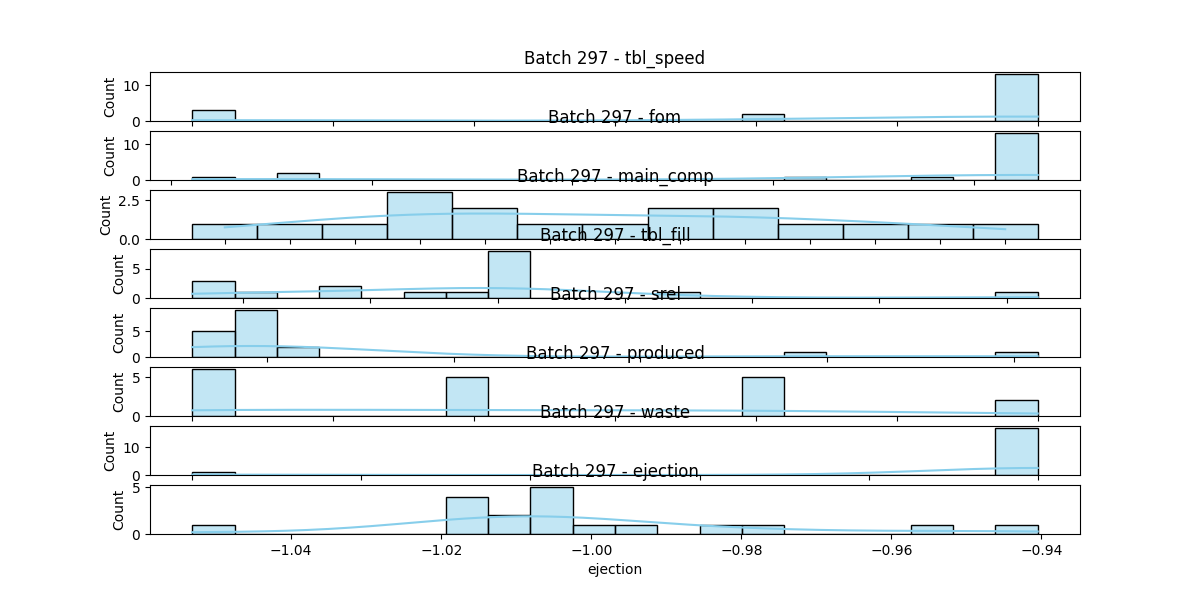 Batch 297 - tbl_speed
10
0
Count
Batch 297 - fom
10
0
Count
Batch 297 - main_comp
2.5
0.0
Count
Batch 297 - tbl_fill
5
0
Count
Batch 297 - srel
5
0
Count
Batch 297 - produced
5
0
Count
Batch 297 - waste
10
0
Count
Batch 297 - ejection
5
0
Count
−1.04 −1.02 −1.00 −0.98 −0.96 −0.94
ejection